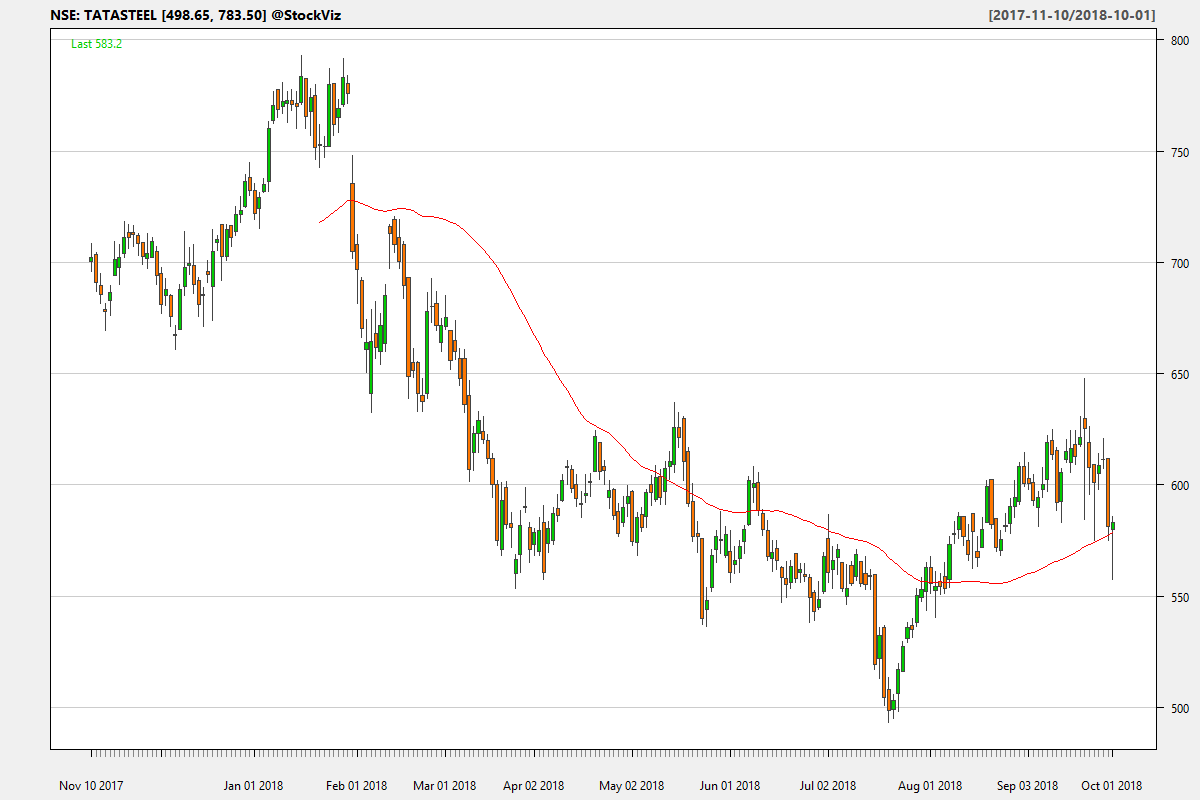 NSE: TATASTEEL [498.65, 783.50] @StockViz [2017-11-10/2018-10-01]
Last 583.2
800
750
700
650
600
550
500
Nov 10 2017 Jan 01 2018 Feb 01 2018 Mar 01 2018 Apr 02 2018 May 02 2018 Jun 01 2018 Jul 02 2018 Aug 01 2018 Sep 03 2018 Oct 01 2018